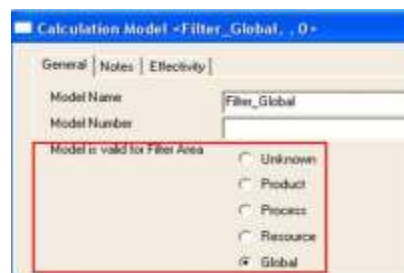 Calculation Model -Filter_Global, , 0-
General Notes Effectivity
Model Name Filter_Global
Model Number
Model is valid for Filter Area
Unknown
Product
Process
Resource
Global